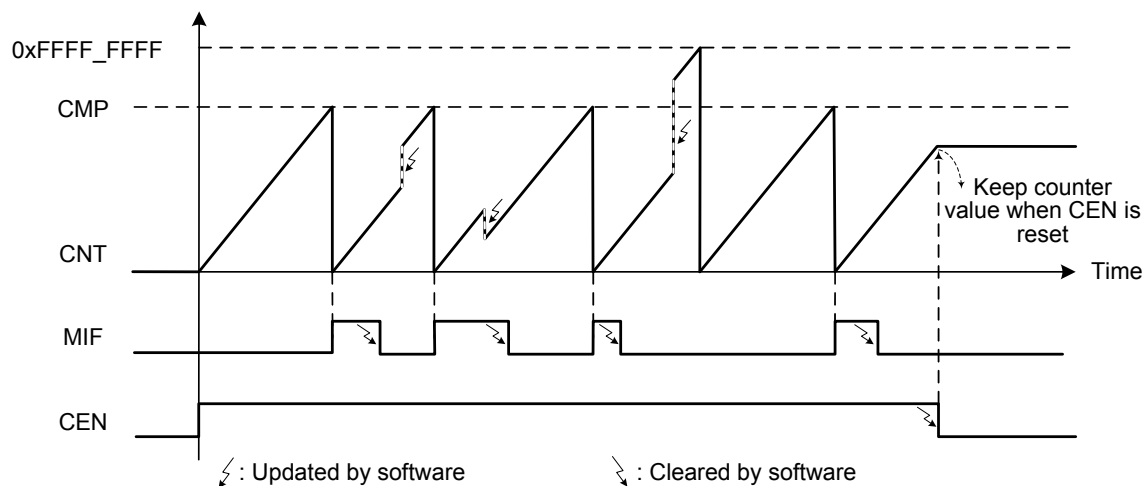 0xFFFF_FFFF
CMP
CNT
Time
Keep counter
value when CEN is
reset
MIF
CEN
: Updated by software
: Cleared by software